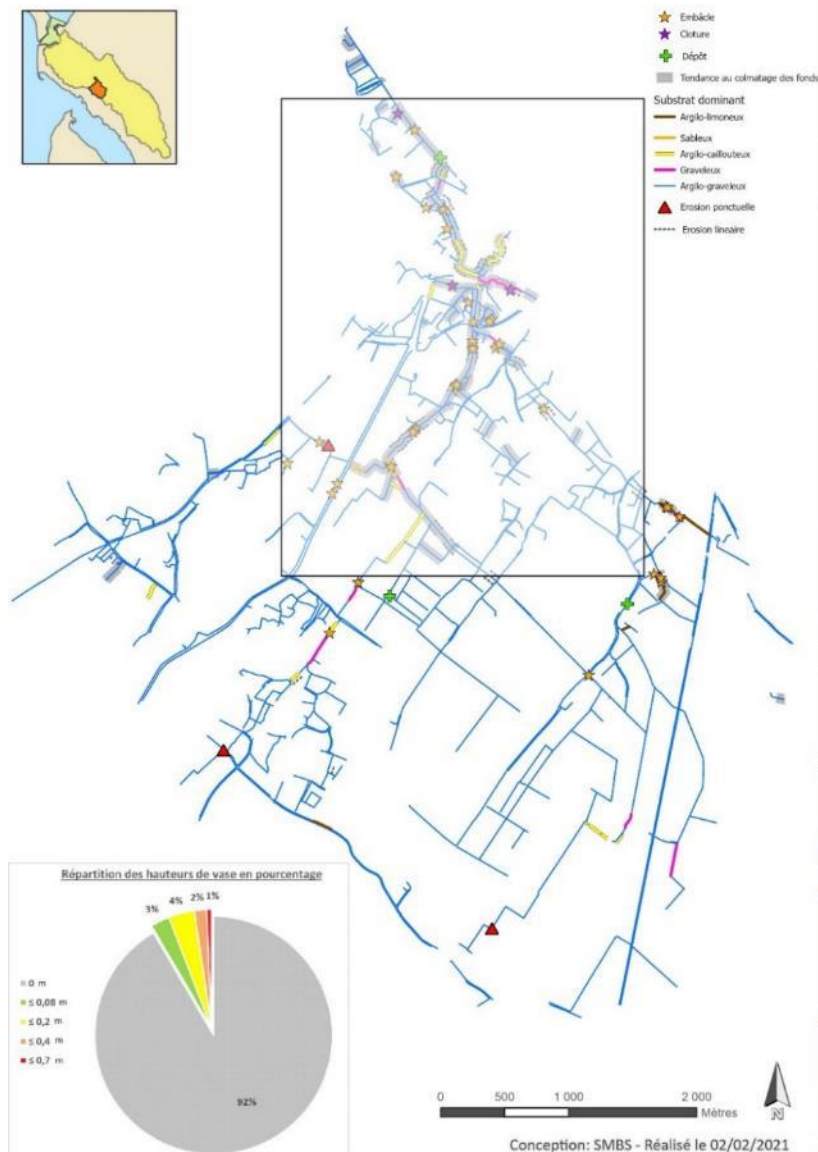 Embâcle
Cloture
Dépôt
Tendance au colmatage des fonds
Substrat dominant
Argilo-limoneux
Sableux
Argilo-caillouteux
Graveleux
Argilo-graveleux
Erosion ponctuelle
Erosion lineaire
Répartition des hauteurs de vase en pourcentage
3%
4%
2%
1%
0 m
≤ 0,08 m
≤ 0,2 m
≤ 0,4 m
≤ 0,7 m
92%
0 500 1 000 2 000
Mètres
N
Conception: SMBS - Réalisé le 02/02/2021